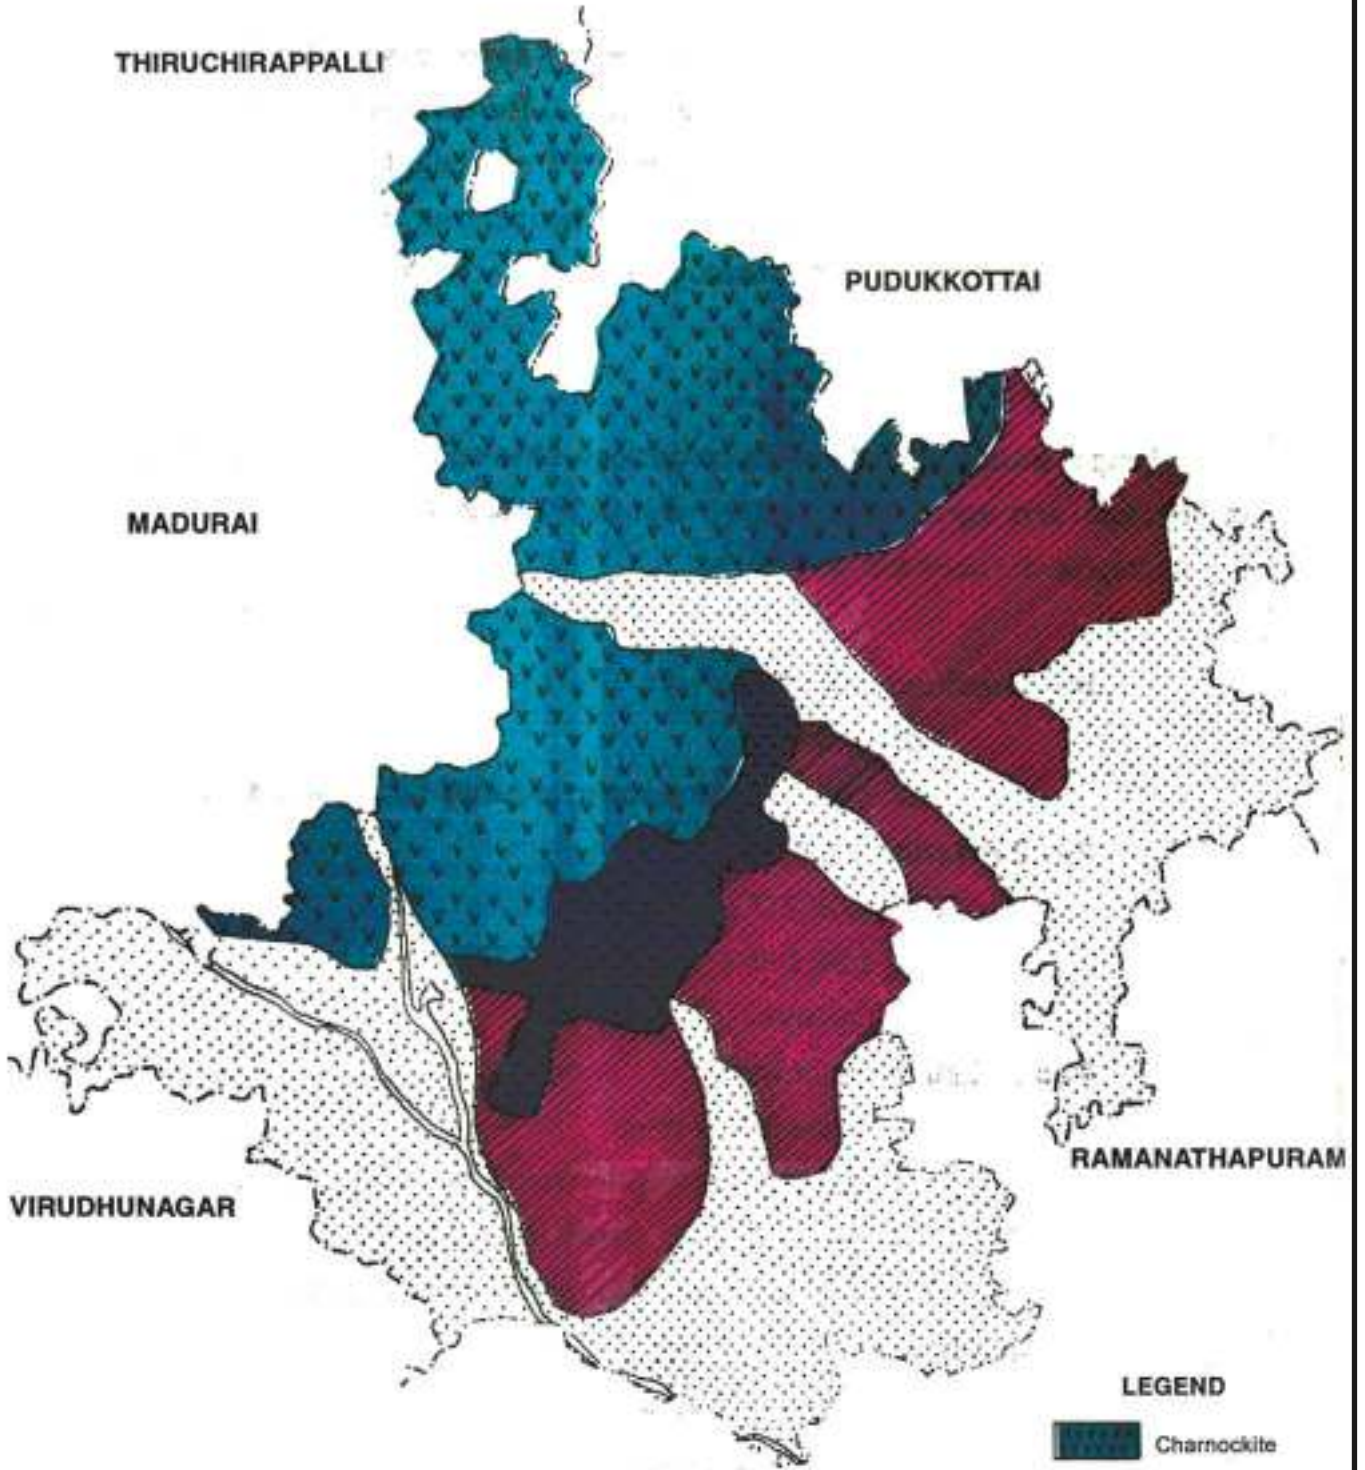 THIRUCHIRAPPALLI
PUDUKKOTTAI
MADURAI
RAMANATHAPURAM
VIRUDHUNAGAR
LEGEND
Charnockite